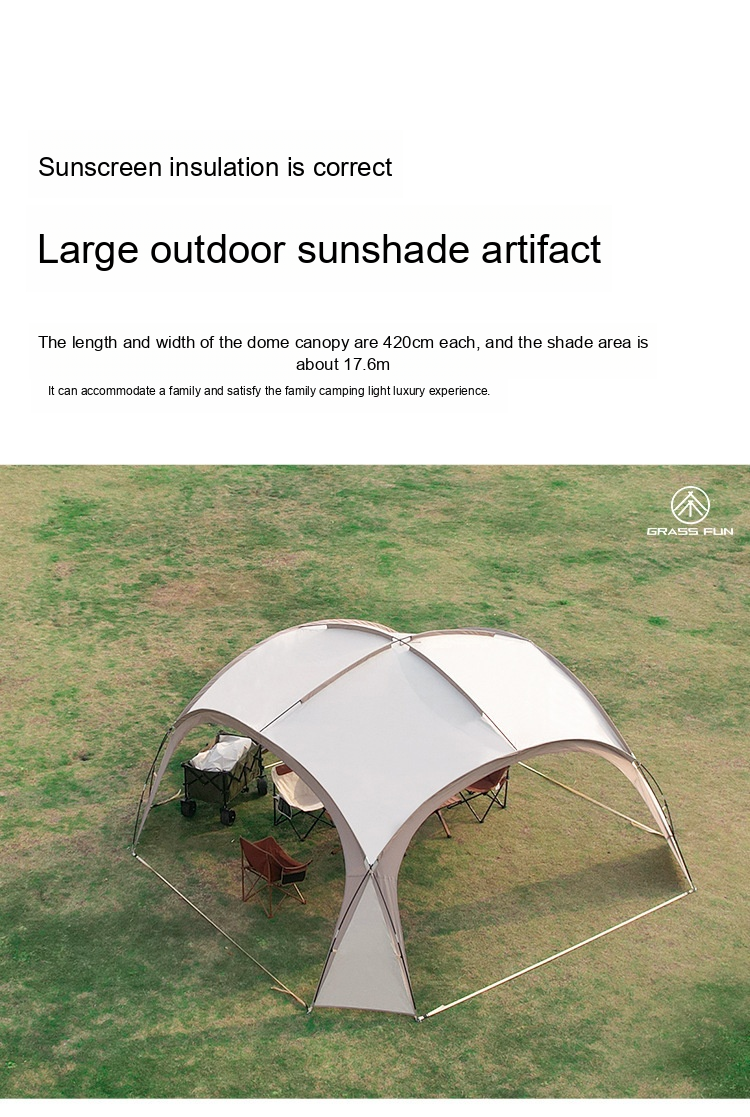 Sunscreen insulation is correct
Large outdoor sunshade artifact
The length and width of the dome canopy are 420cm each, and the shade area is
about 17.6m
It can accommodate a family and satisfy the family camping light luxury experience.
GRASS FUN